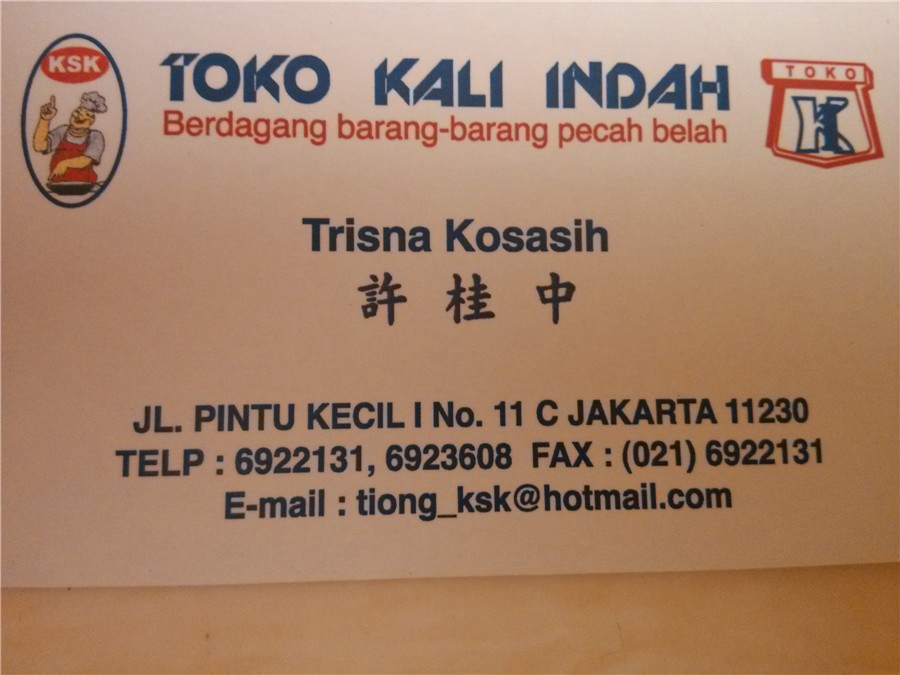 KSK
TOKO KALI INDAH
TOKO
K
Berdagang barang-barang pecah belah
Trisna Kosasih
許桂中
JL. PINTU KECIL I No. 11 C JAKARTA 11230
TELP : 6922131, 6923608 FAX : (021) 6922131
E-mail : tiong_ksk@hotmail.com